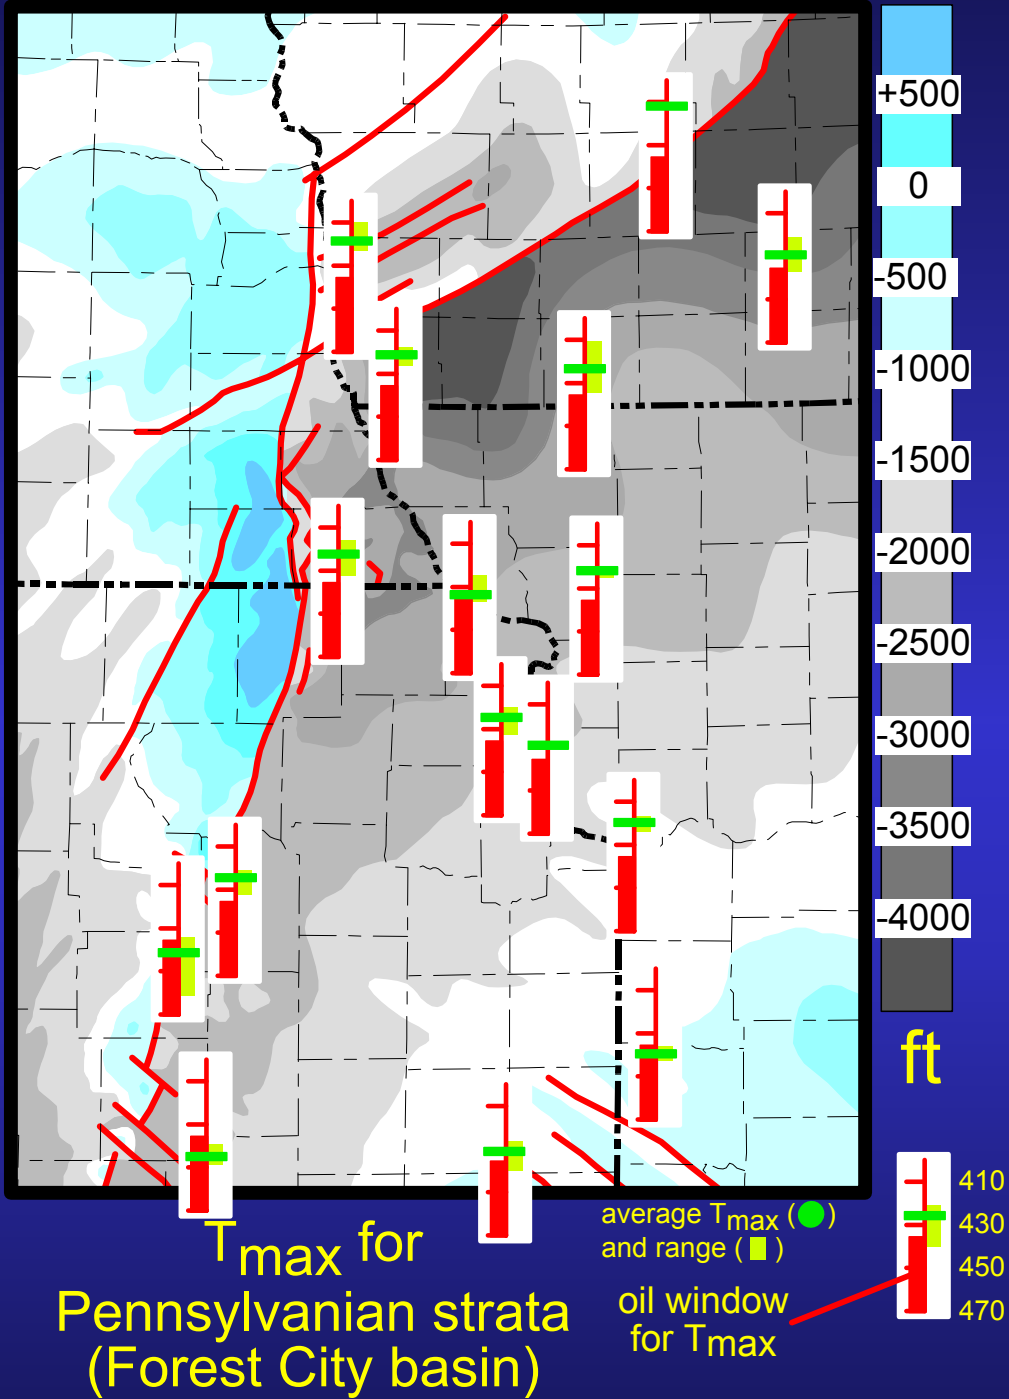 +500
0
-500
-1000
-1500
-2000
-2500
-3000
-3500
-4000
ft
410
430
450
470
average Tmax ( )
and range ( )
oil window
for Tmax
Tmax for
Pennsylvanian strata
(Forest City basin)